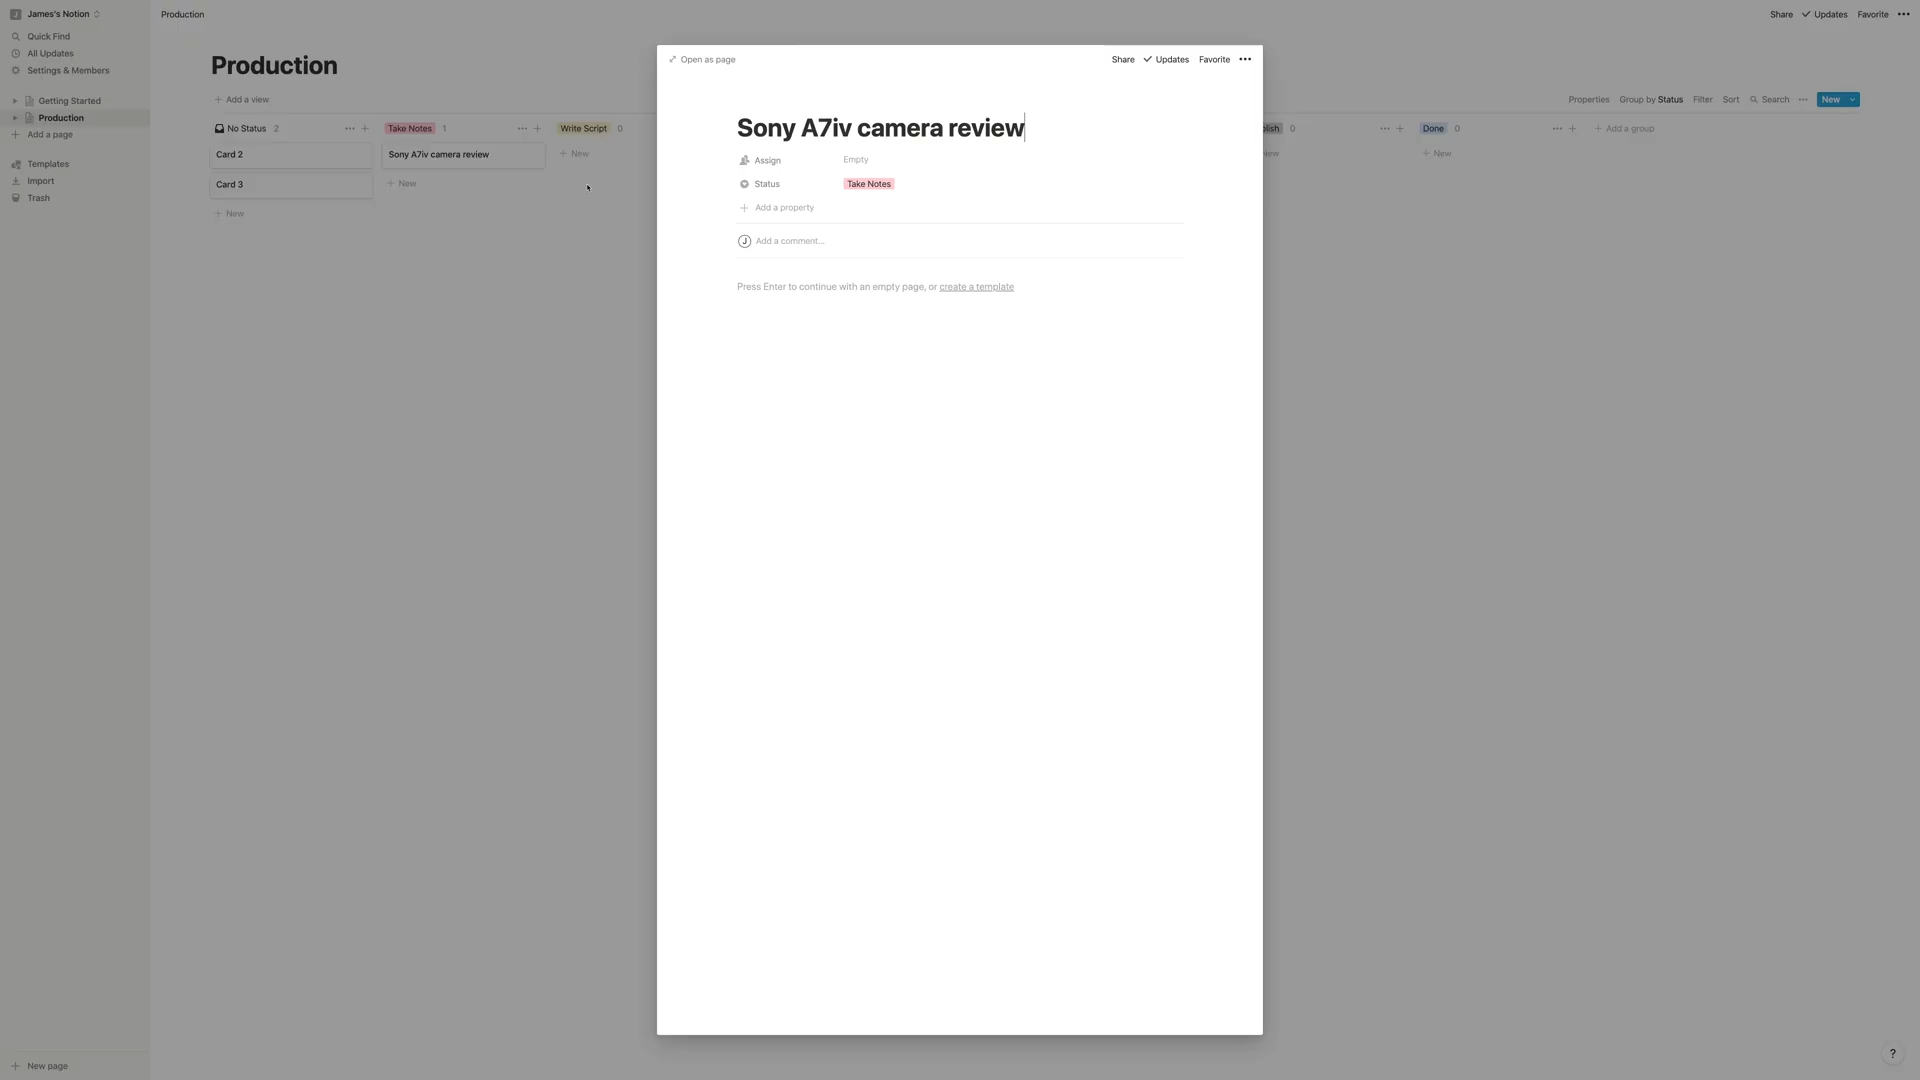 James's Notion
Production
Share
Updates
Favorite
Quick Find
All Updates
Settings & Members
Getting Started
Production
Add a page
Templates
Import
Trash
New page
Production
Add a view
Properties
Group by Status
Filter
Sort
Search
New
No Status 2
Card 2
Card 3
New
Take Notes 1
Sony A7iv camera review
New
Write Script 0
New
blish 0
New
Done 0
New
Add a group
Open as page
Share
Updates
Favorite
Sony A7iv camera review
Assign
Empty
Status
Take Notes
Add a property
J
Add a comment...
Press Enter to continue with an empty page, or create a template
?